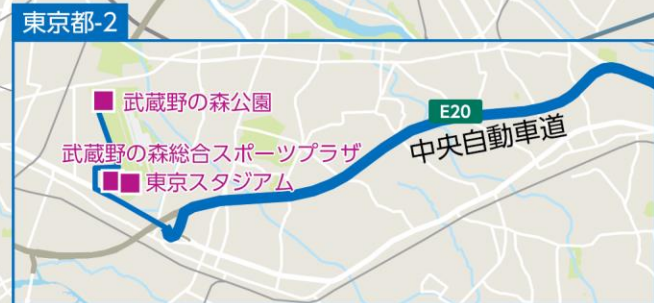 東京都-2
武蔵野の森公園
E20
中央自動車道
武蔵野の森総合スポーツプラザ
東京スタジアム